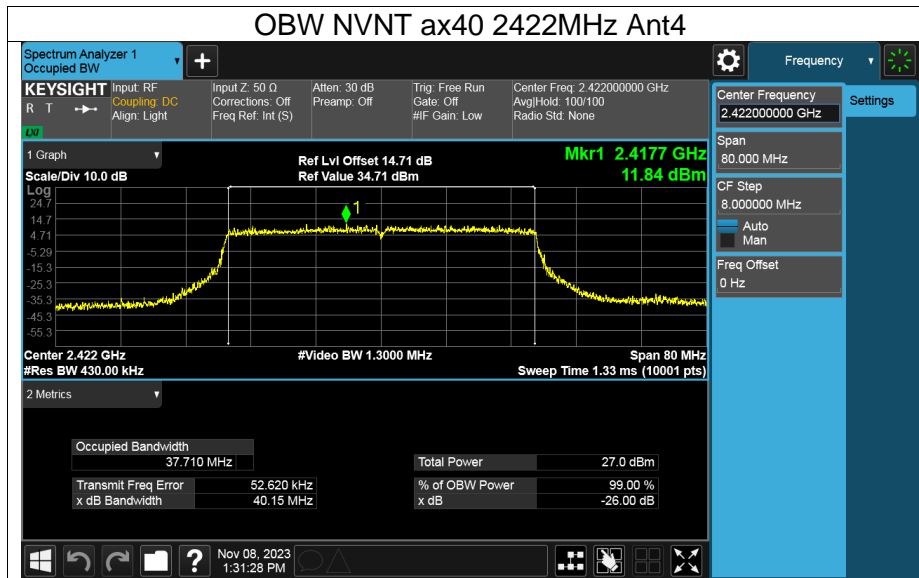 OBW NVNT ax40 2422MHz Ant4
Spectrum Analyzer 1
Occupied BW
+
Frequency
KEYSIGHT
R T
LXI
Input: RF
Coupling: DC
Align: Light
Input Z: 50 Ω
Corrections: Off
Freq Ref: Int (S)
Atten: 30 dB
Preamp: Off
Trig: Free Run
Gate: Off
#IF Gain: Low
Center Freq: 2.422000000 GHz
Avg|Hold: 100/100
Radio Std: None
Center Frequency
2.422000000 GHz
Settings
Span
80.000 MHz
CF Step
8.000000 MHz
Auto
Man
Freq Offset
0 Hz
1 Graph
Scale/Div 10.0 dB
Ref Lvl Offset 14.71 dB
Ref Value 34.71 dBm
Mkr1 2.4177 GHz
11.84 dBm
Log
24.7
14.7
4.71
-5.29
-15.3
-25.3
-35.3
-45.3
-55.3
1
Center 2.422 GHz
#Video BW 1.3000 MHz
Span 80 MHz
#Res BW 430.00 kHz
Sweep Time 1.33 ms (10001 pts)
2 Metrics
Occupied Bandwidth
37.710 MHz
Total Power 27.0 dBm
Transmit Freq Error 52.620 kHz
% of OBW Power 99.00 %
x dB Bandwidth 40.15 MHz
x dB -26.00 dB
?
Nov 08, 2023
1:31:28 PM